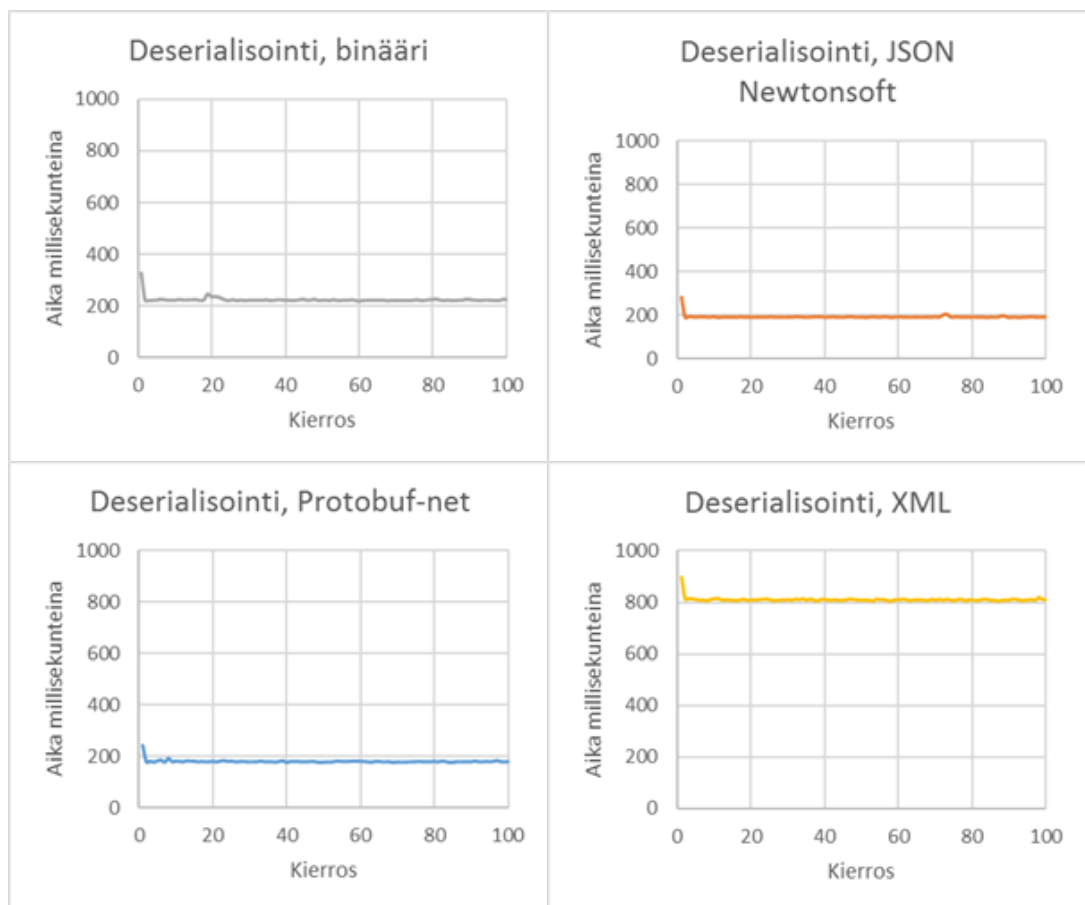 Deserialisointi, binääri
Aika millisekunteina
1000
800
600
400
200
0
0 20 40 60 80 100
Kierros
Deserialisointi, JSON
Newtonsoft
Aika millisekunteina
1000
800
600
400
200
0
0 20 40 60 80 100
Kierros
Deserialisointi, Protobuf-net
Aika millisekunteina
1000
800
600
400
200
0
0 20 40 60 80 100
Kierros
Deserialisointi, XML
Aika millisekunteina
1000
800
600
400
200
0
0 20 40 60 80 100
Kierros